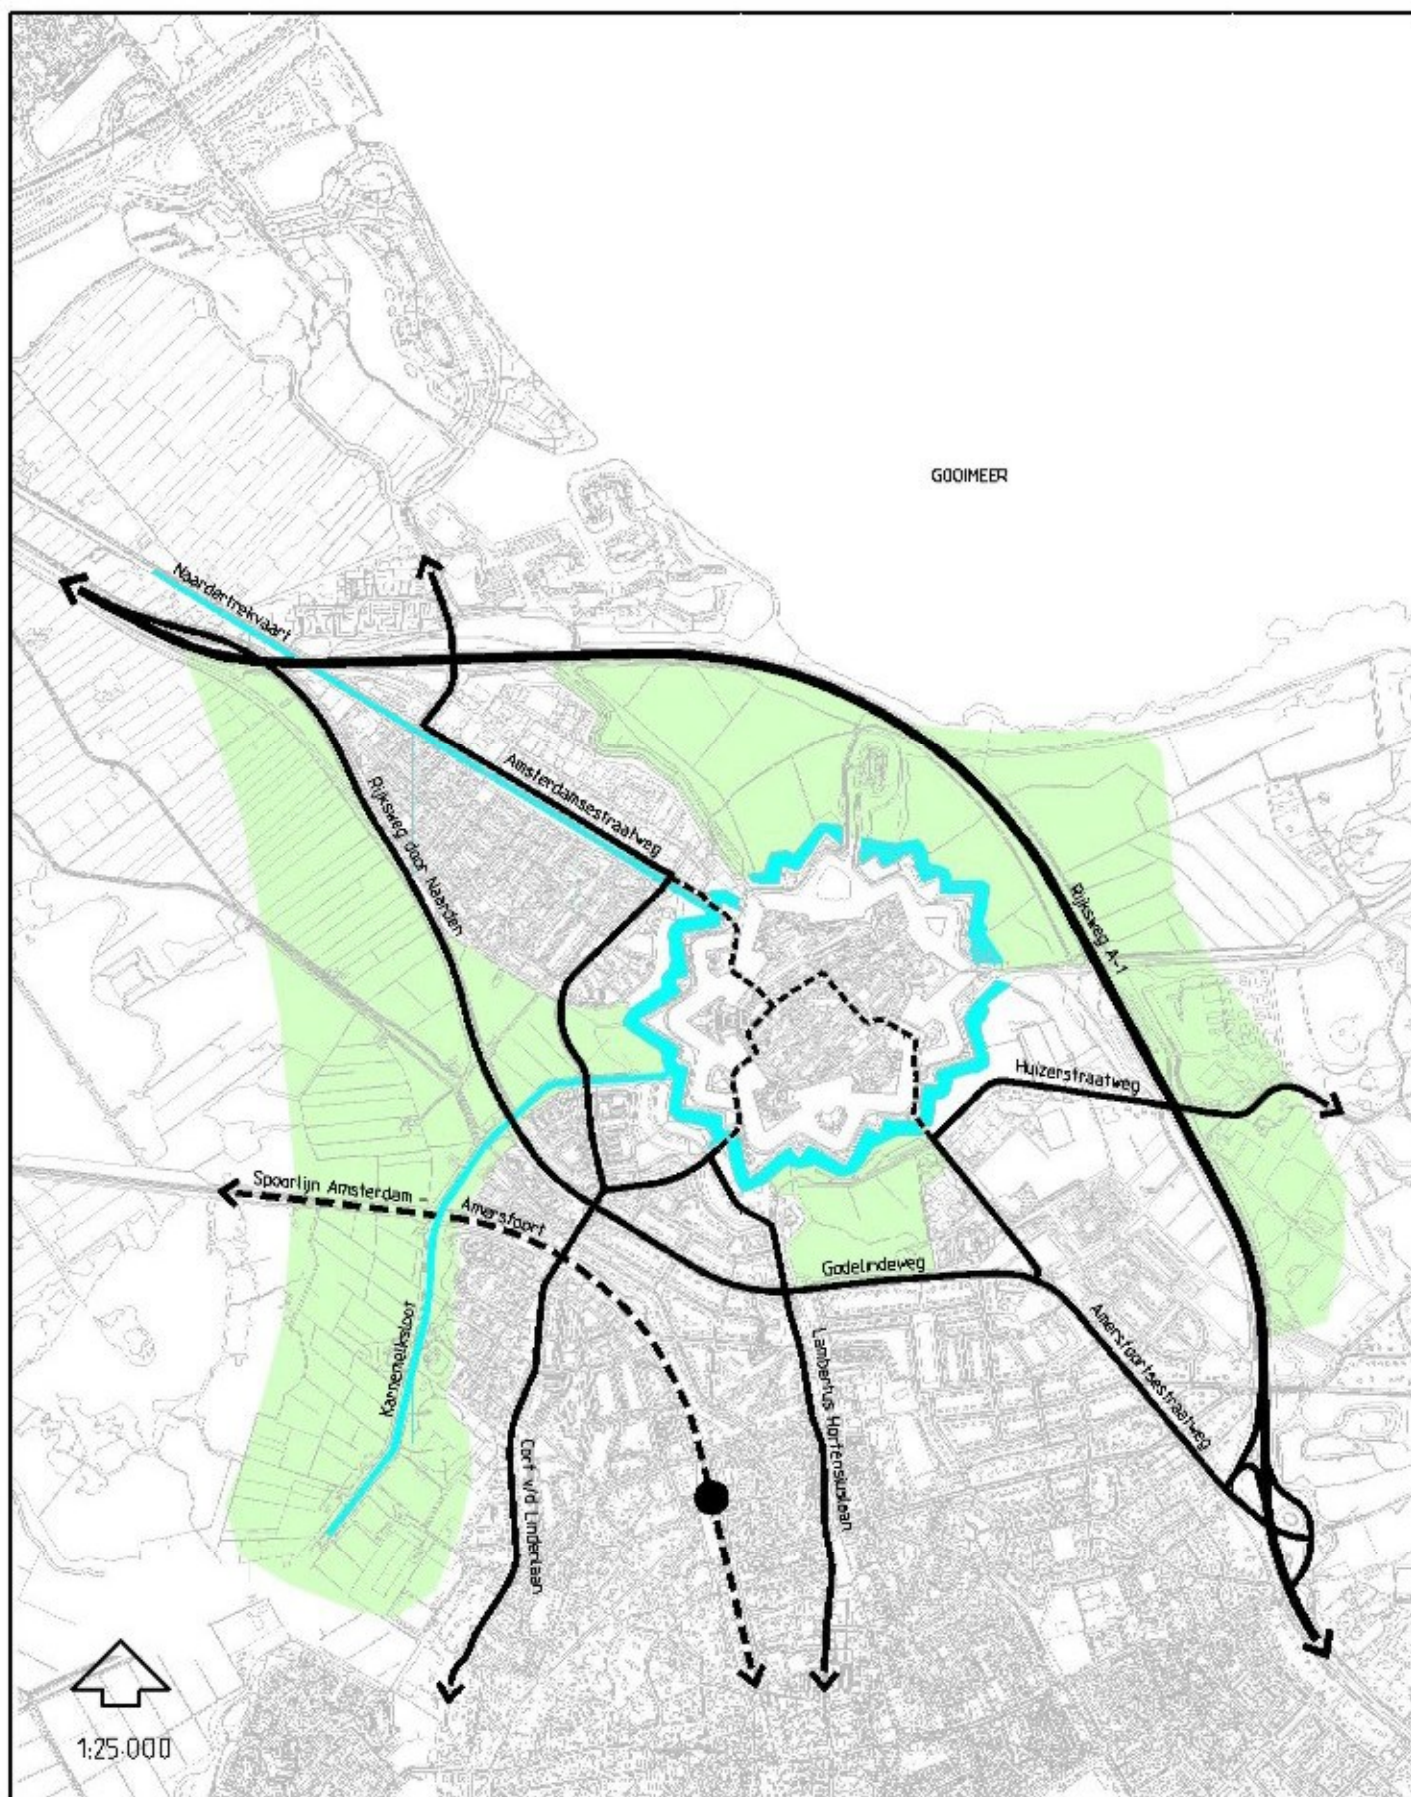 GOOIMEER
Naardertrekvaart
Amsterdamsestraatweg
Rijksweg door Naarden
Rijksweg A-1
Huizerstraatweg
Spoorlijn Amsterdam -
Amersfoort
Godelindeweg
Karnemelksloot
Lambertus Hortensiuslaan
Amersfoortsestraatweg
Cort v/d Lindenlaan
1:25.000